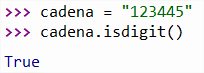 >>> cadena = "123445"
>>> cadena.isdigit()
True